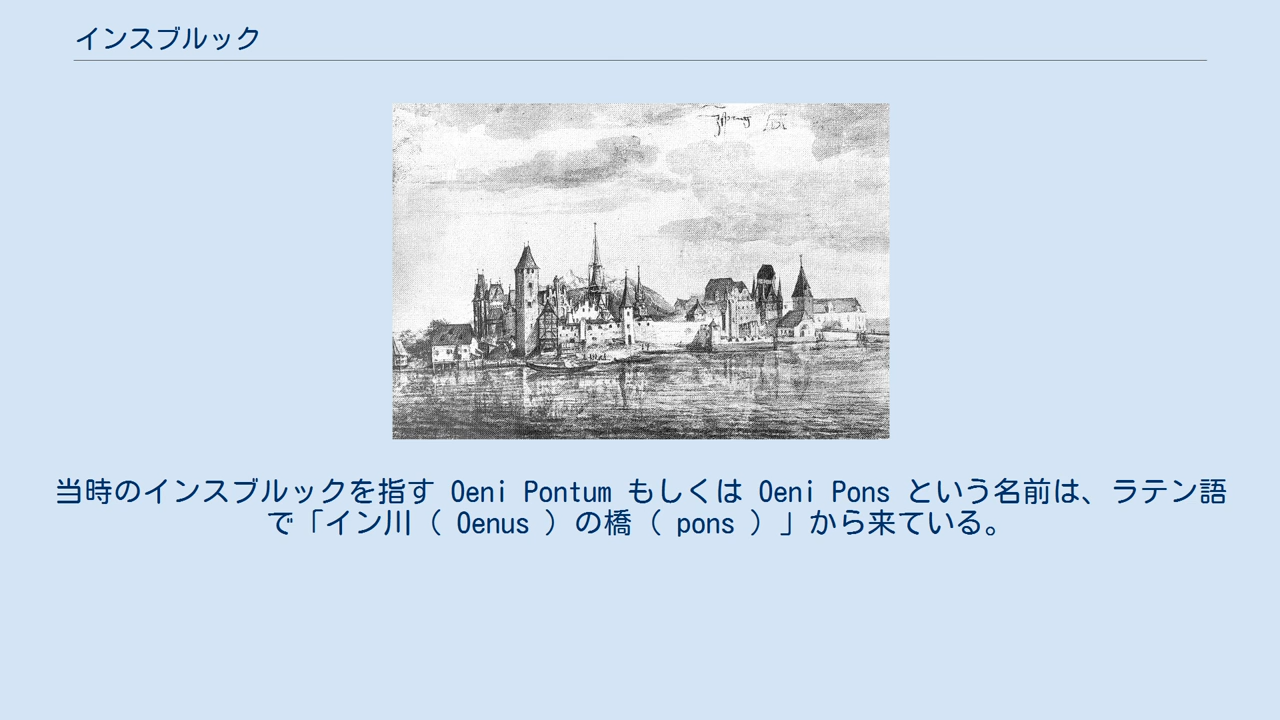 インスブルック
当時のインスブルックを指す Oeni Pontum もしくは Oeni Pons という名前は、ラテン語
で「イン川（ Oenus ）の橋（ pons ）」から来ている。